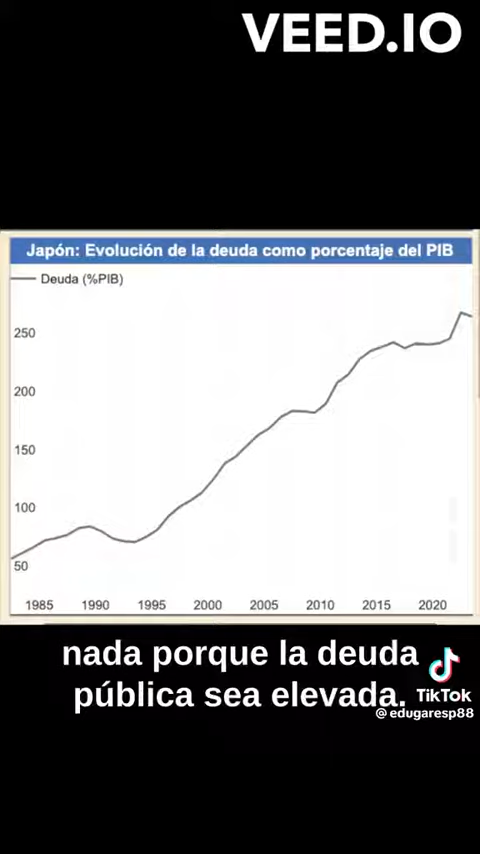 VEED.IO
Japón: Evolución de la deuda como porcentaje del PIB
Deuda (%PIB)
250
200
150
100
50
1985 1990 1995 2000 2005 2010 2015 2020
nada porque la deuda
pública sea elevada.
TikTok
@edugaresp88